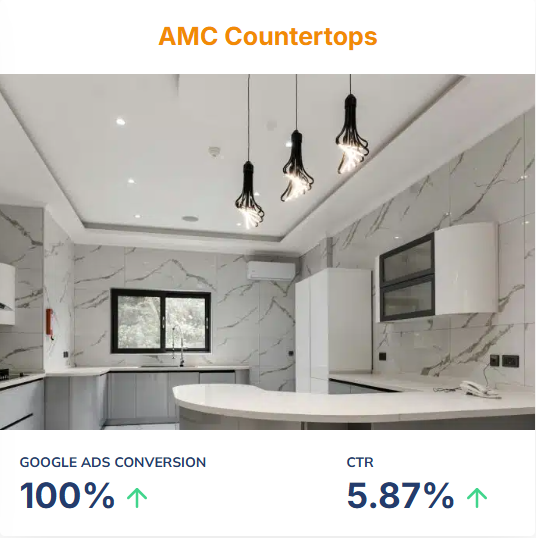 AMC Countertops
GOOGLE ADS CONVERSION
CTR
100% ↑
5.87% ↑